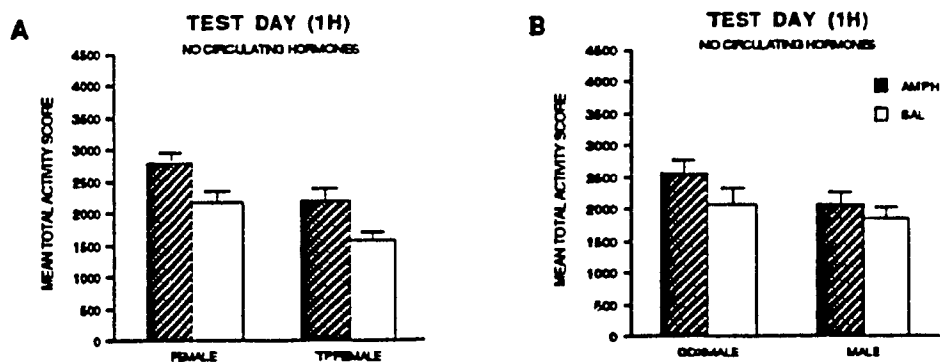 A
TEST DAY (1H)
NO CIRCULATING HORMONES
4500
4000
3500
3000
2500
2000
1500
1000
500
0
MEAN TOTAL ACTIVITY SCORE
FEMALE
TPFEMALE
B
TEST DAY (1H)
NO CIRCULATING HORMONES
4500
4000
3500
3000
2500
2000
1500
1000
500
0
MEAN TOTAL ACTIVITY SCORE
AMPH
SAL
GDXMALE
MALE